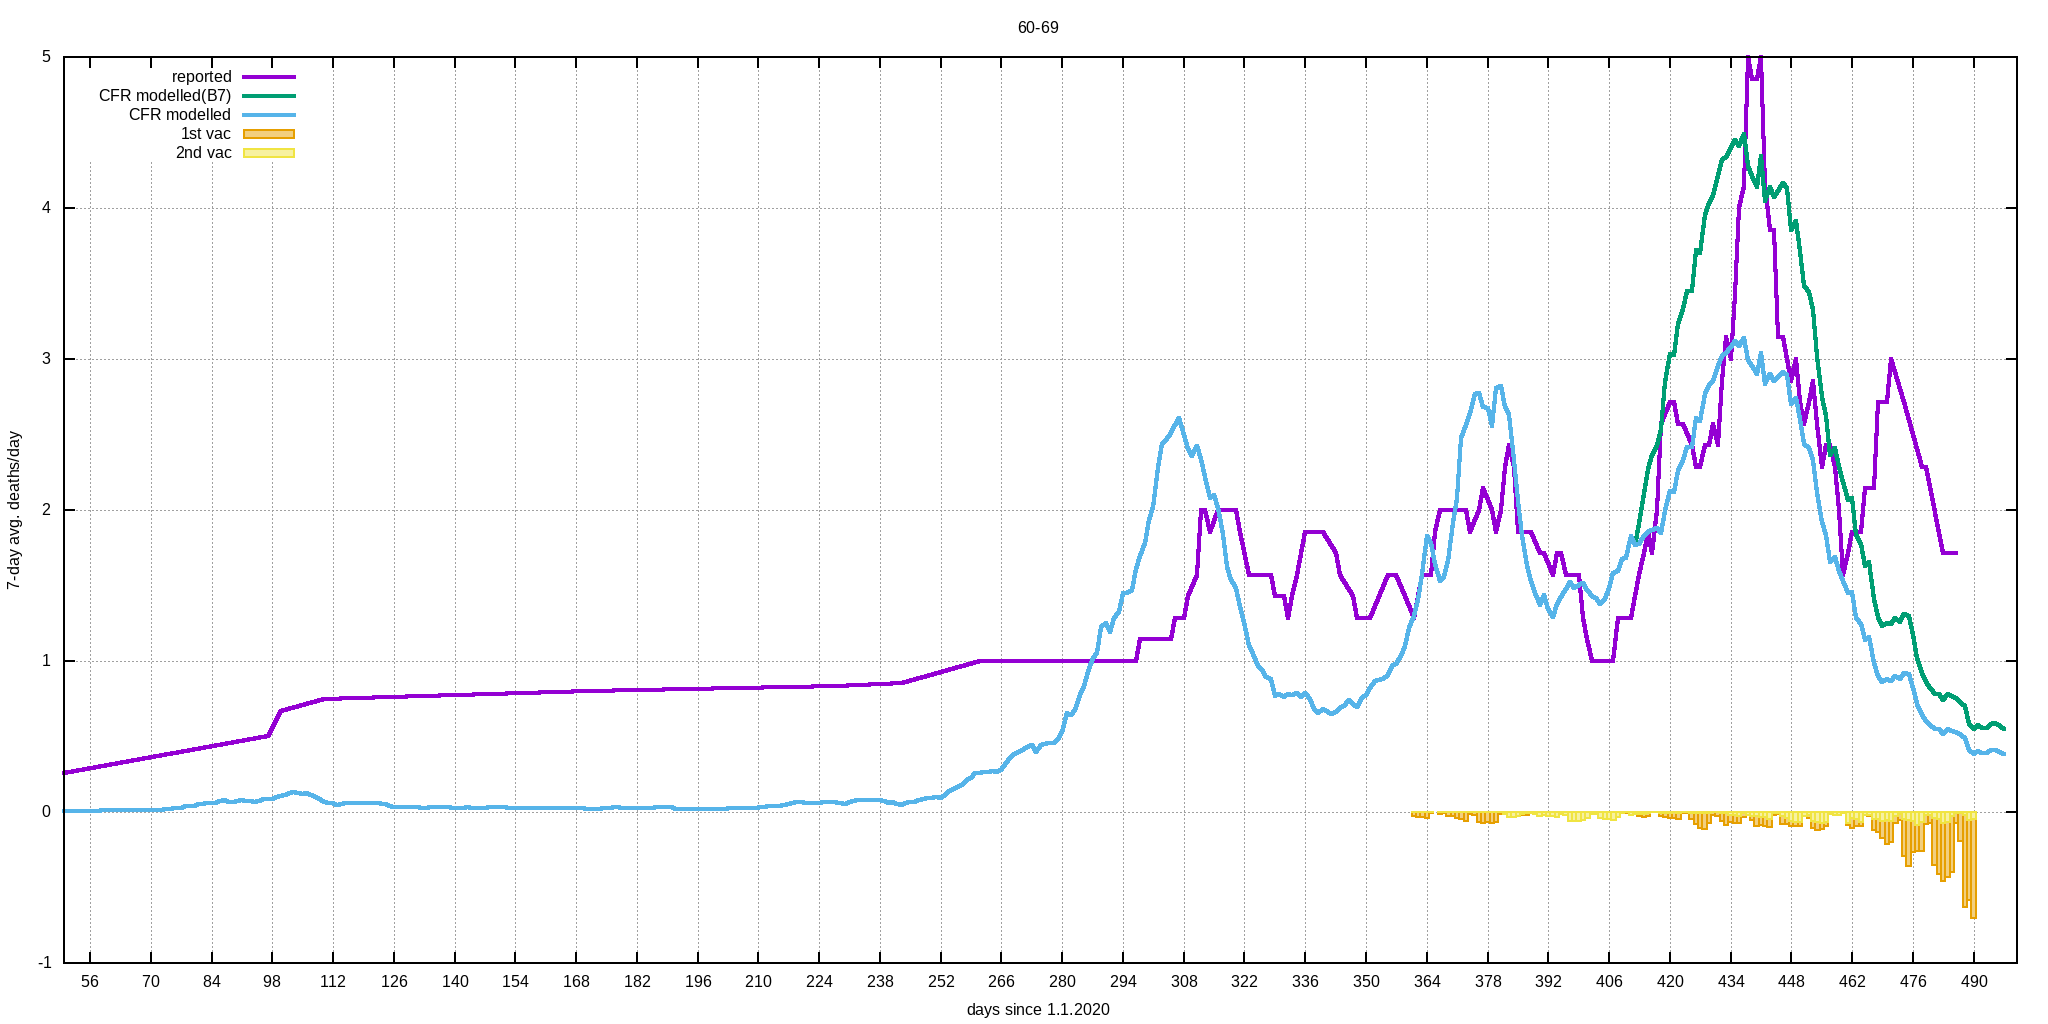 60-69
reported
CFR modelled(B7)
CFR modelled
1st vac
2nd vac
5
4
3
2
1
0
-1
7-day avg. deaths/day
56 70 84 98 112 126 140 154 168 182 196 210 224 238 252 266 280 294 308 322 336 350 364 378 392 406 420 434 448 462 476 490
days since 1.1.2020